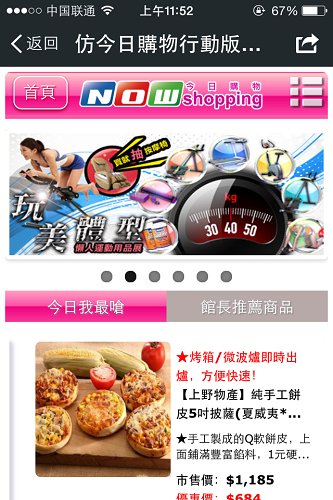 中国联通 上午11:52 67%
返回 仿今日購物行動版...
首頁 NOW 今日購物 shopping
買就抽按摩椅
玩美體型
懶人運動用品展
kg
30 40 50
今日我最嗆 館長推薦商品
★烤箱/微波爐即時出
爐，方便快速！
【上野物產】純手工餅
皮5吋披薩(夏威夷*...
★手工製成的Q軟餅皮，上
面鋪滿豐富餡料，1元硬...
市售價： $1,185
優惠價： $684